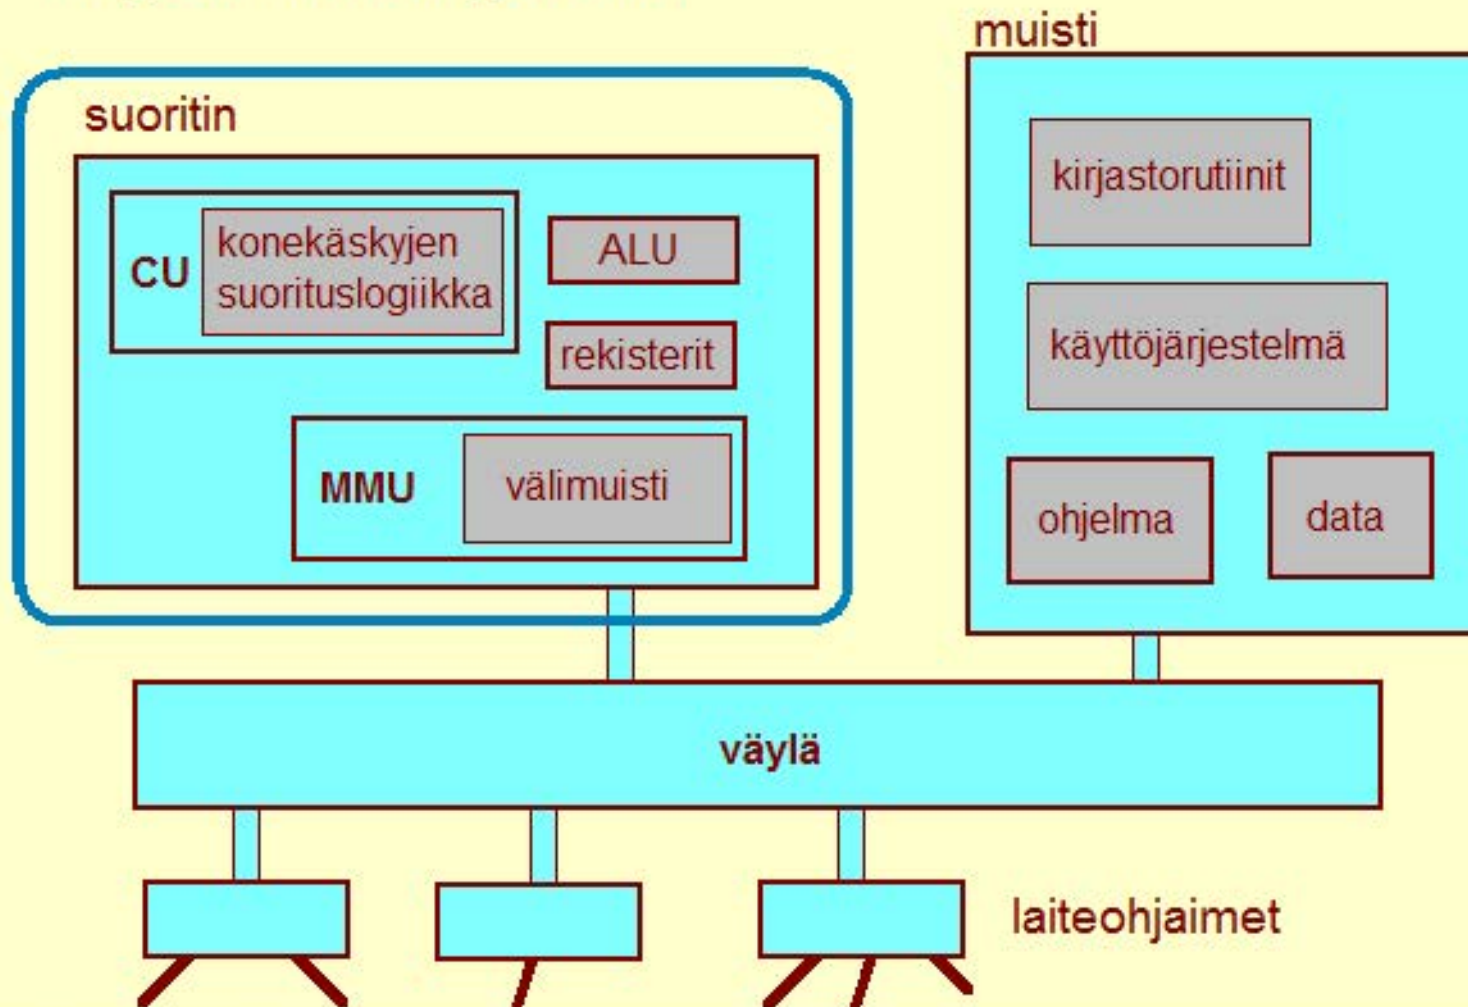 muisti
suoritin
CU
konekäskyjen
suorituslogiikka
ALU
rekisterit
MMU
välimuisti
kirjastorutiinit
käyttöjärjestelmä
ohjelma
data
väylä
laiteohjaimet